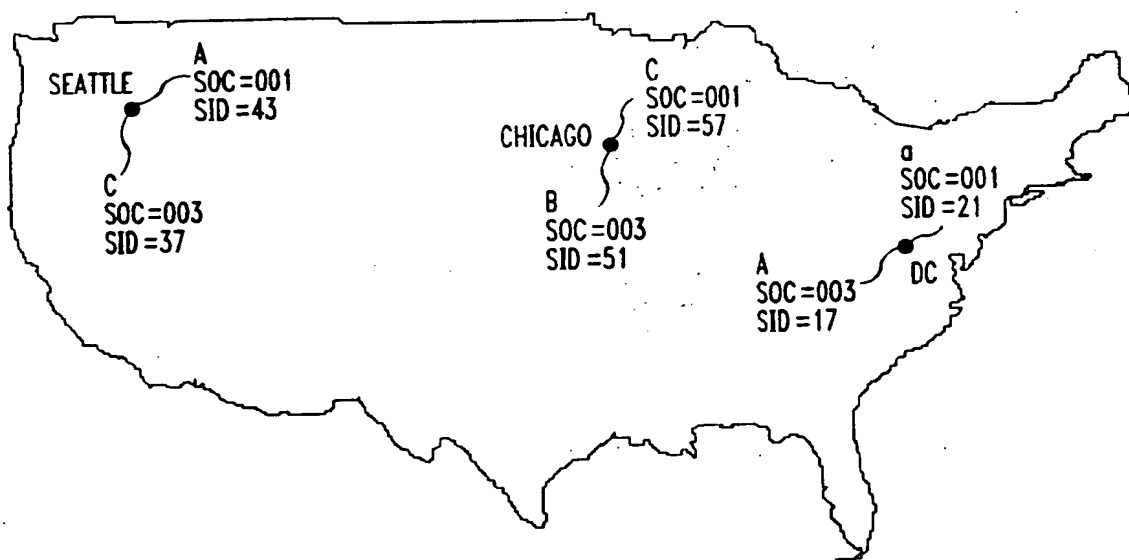 A
SOC=001
SID=43
SEATTLE
C
SOC=003
SID=37
C
SOC=001
SID=57
CHICAGO
B
SOC=003
SID=51
a
SOC=001
SID=21
DC
A
SOC=003
SID=17